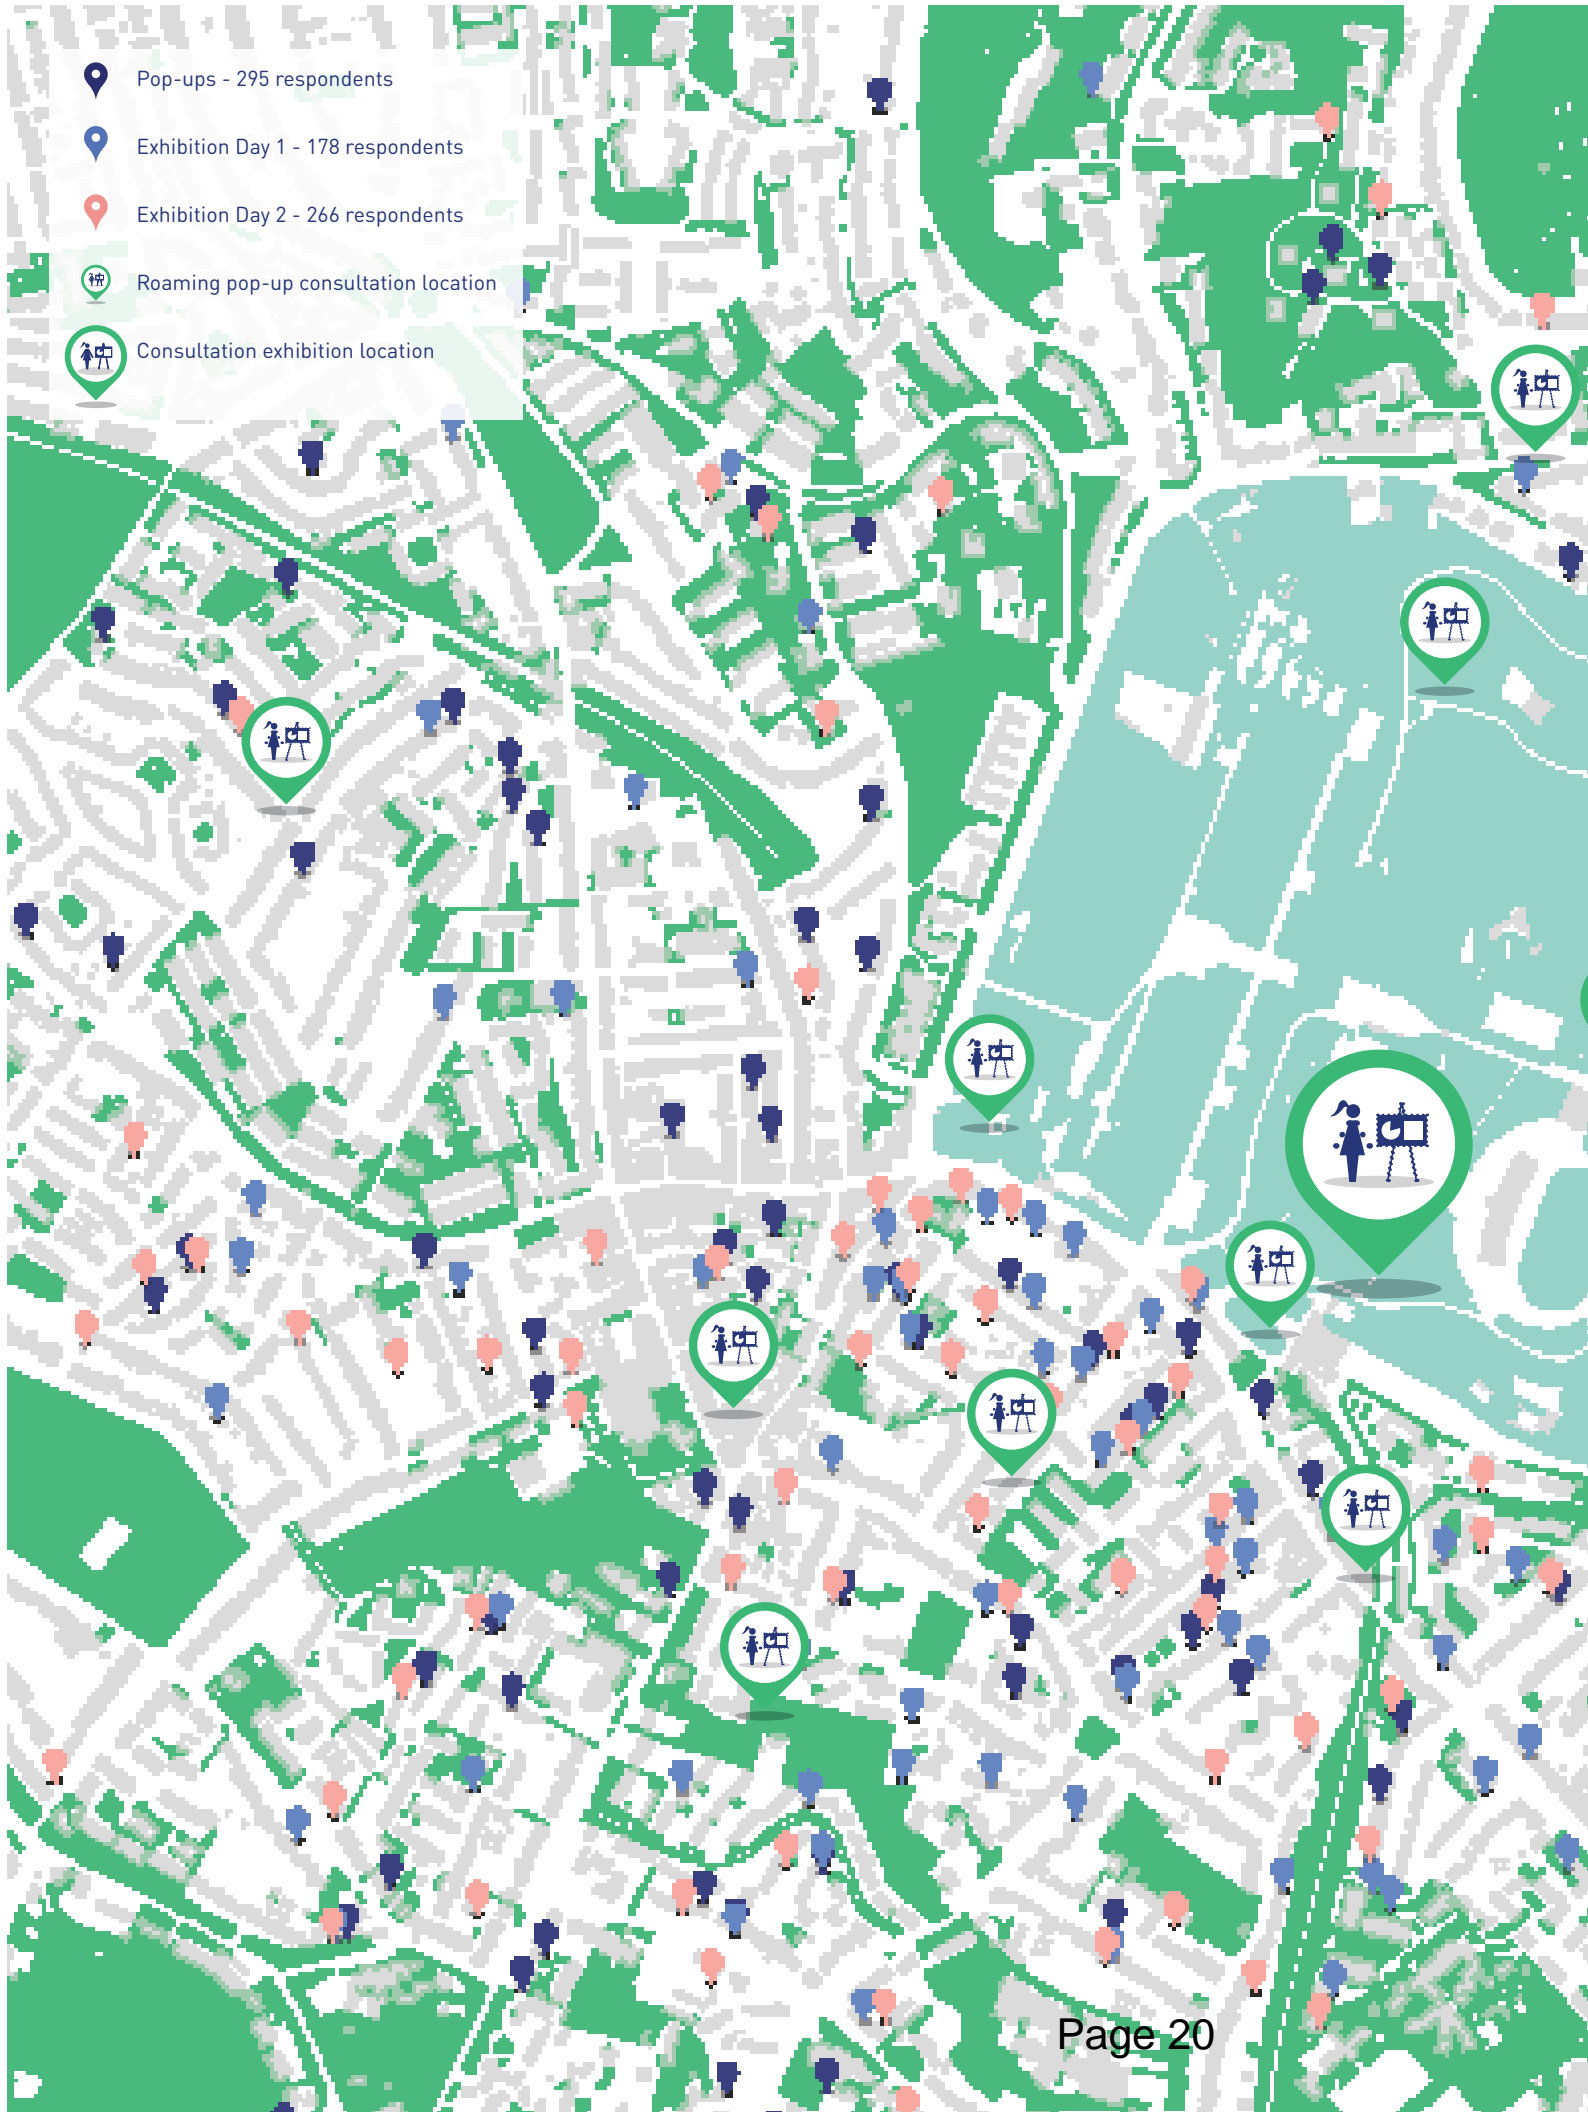 Pop-ups - 295 respondents
Exhibition Day 1 - 178 respondents
Exhibition Day 2 - 266 respondents
Roaming pop-up consultation location
Consultation exhibition location
Page 20